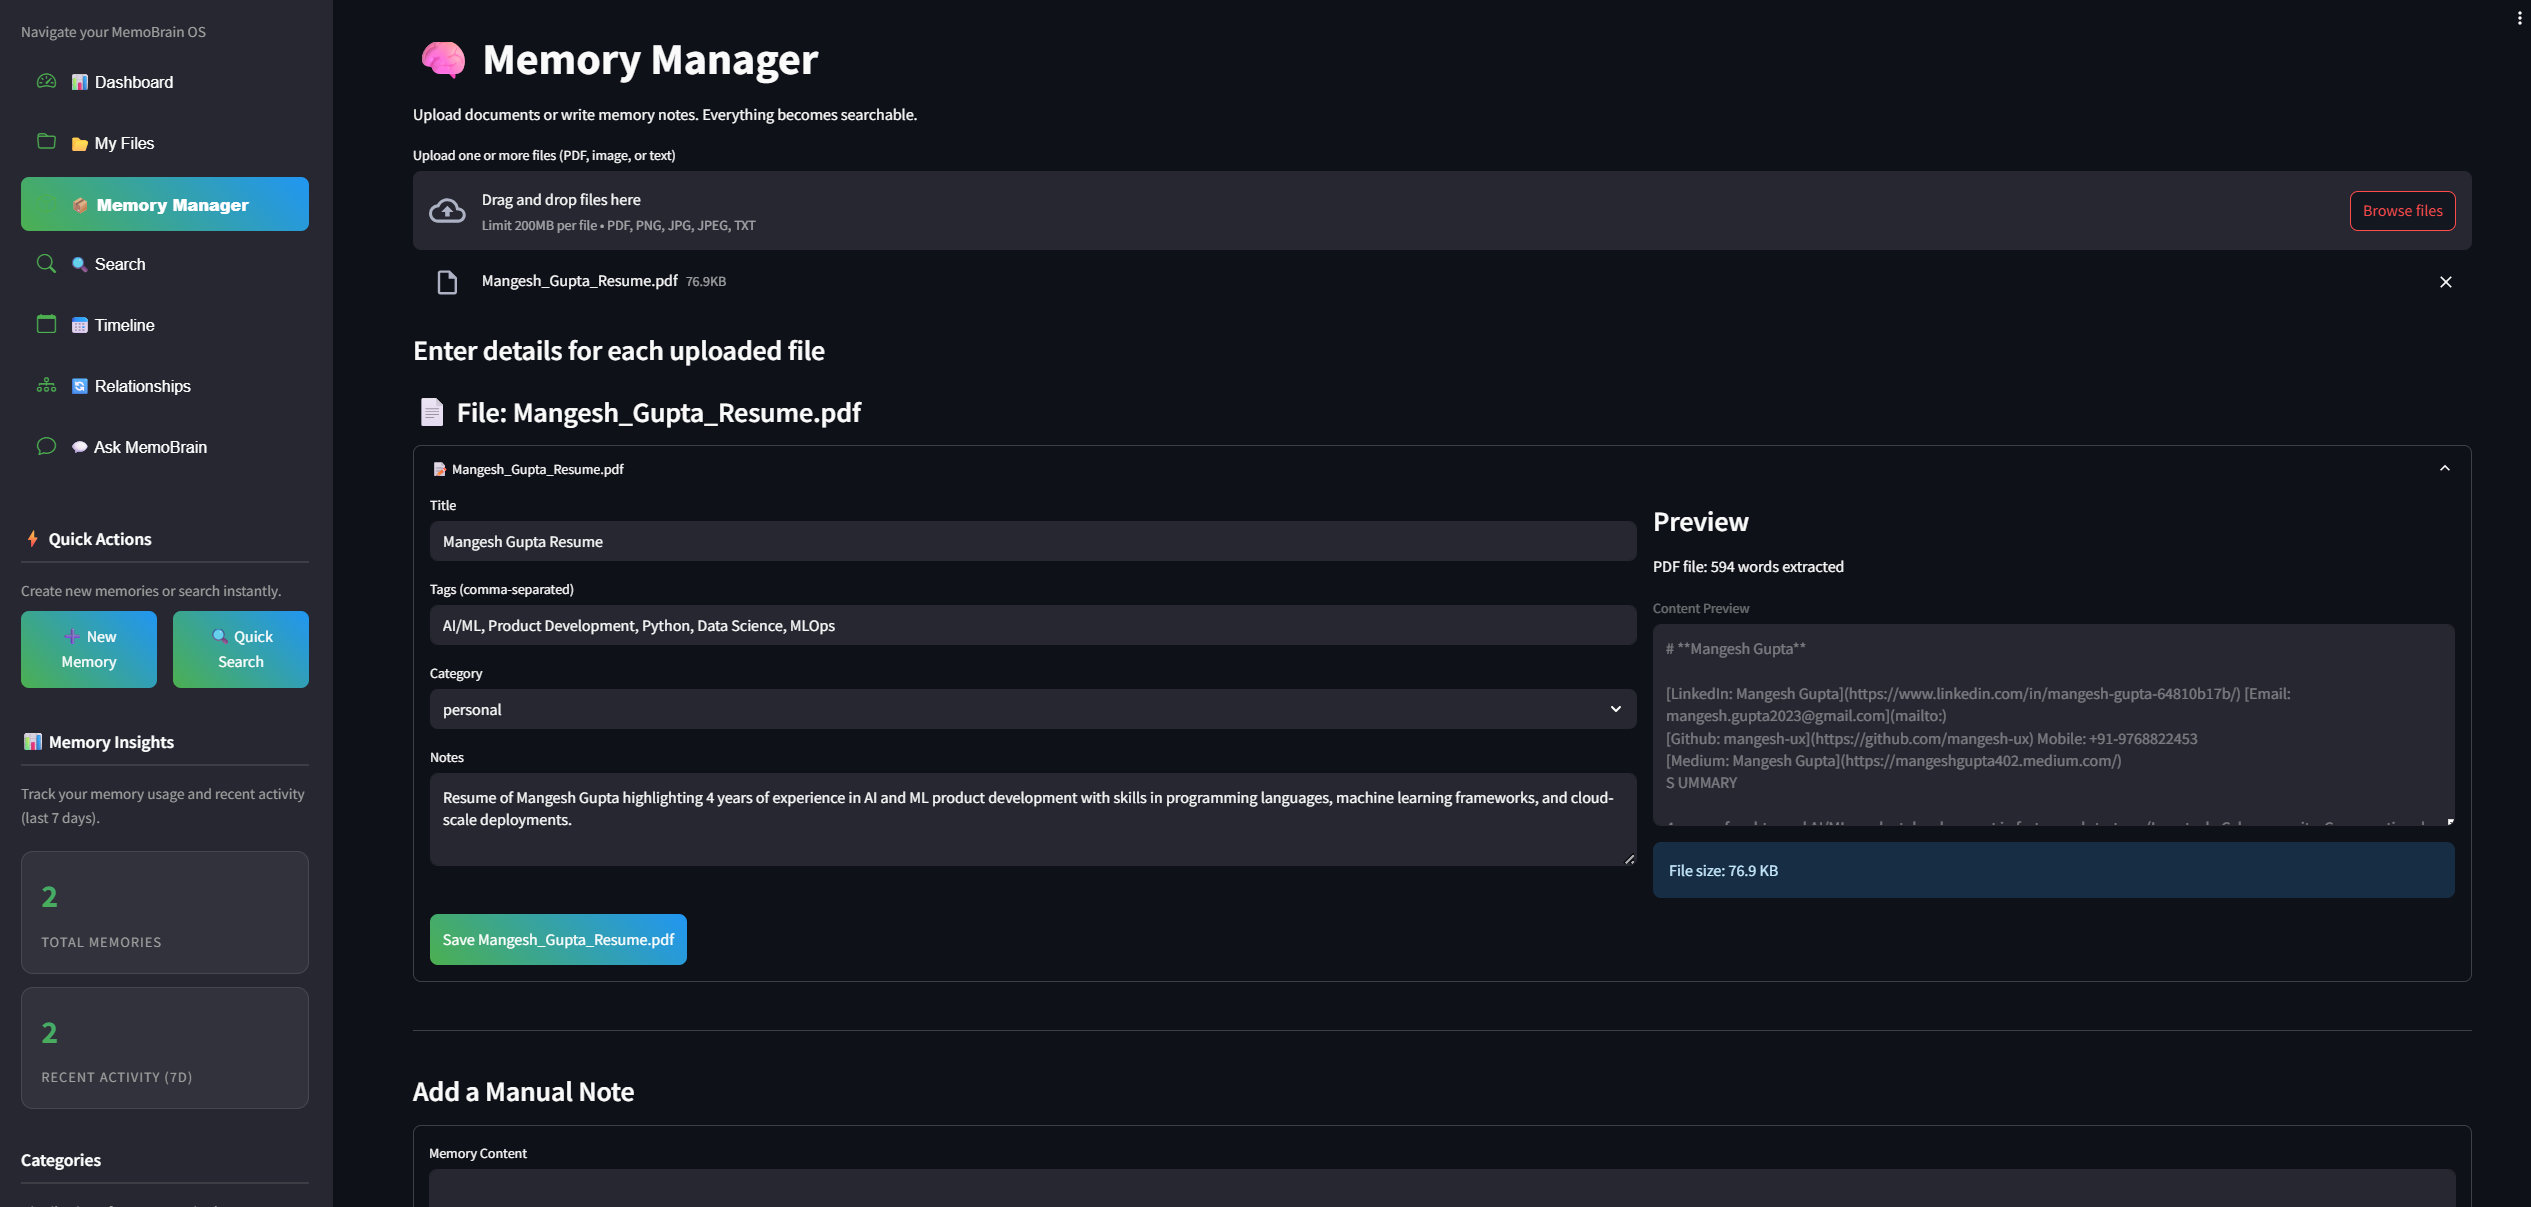 Navigate your MemoBrain OS
Dashboard
My Files
Memory Manager
Search
Timeline
Relationships
Ask MemoBrain
Quick Actions
Create new memories or search instantly.
New Memory
Quick Search
Memory Insights
Track your memory usage and recent activity
(last 7 days).
2
TOTAL MEMORIES
2
RECENT ACTIVITY (7D)
Categories
Memory Manager
Upload documents or write memory notes. Everything becomes searchable.
Upload one or more files (PDF, image, or text)
Drag and drop files here
Limit 200MB per file • PDF, PNG, JPG, JPEG, TXT
Browse files
Mangesh_Gupta_Resume.pdf 76.9KB
Enter details for each uploaded file
File: Mangesh_Gupta_Resume.pdf
Mangesh_Gupta_Resume.pdf
Title
Mangesh Gupta Resume
Tags (comma-separated)
AI/ML, Product Development, Python, Data Science, MLOps
Category
personal
Notes
Resume of Mangesh Gupta highlighting 4 years of experience in AI and ML product development with skills in programming languages, machine learning frameworks, and cloud-
scale deployments.
Save Mangesh_Gupta_Resume.pdf
Preview
PDF file: 594 words extracted
Content Preview
# **Mangesh Gupta**
[LinkedIn: Mangesh Gupta](https://www.linkedin.com/in/mangesh-gupta-64810b17b/) [Email:
mangesh.gupta2023@gmail.com](mailto:)
[Github: mangesh-ux](https://github.com/mangesh-ux) Mobile: +91-9768822453
[Medium: Mangesh Gupta](https://mangeshgupta402.medium.com/)
S UMMARY
File size: 76.9 KB
Add a Manual Note
Memory Content